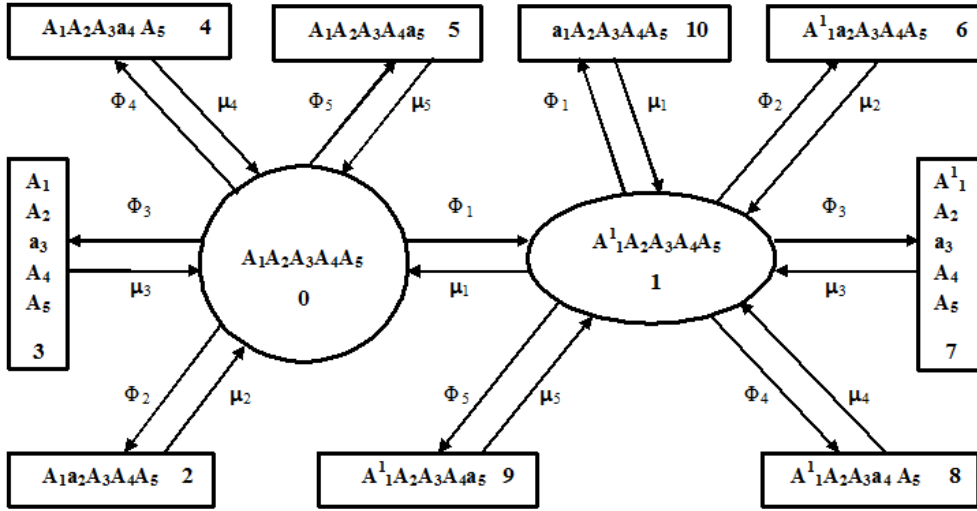 A₁A₂A₃a₄ A₅ 4
A₁A₂A₃A₄a₅ 5
a₁A₂A₃A₄A₅ 10
A¹₁a₂A₃A₄A₅ 6
Φ₄
μ₄
Φ₅
μ₅
Φ₁
μ₁
Φ₂
μ₂
A₁
A₂
a₃
A₄
A₅
3
Φ₃
μ₃
A₁A₂A₃A₄A₅
0
Φ₁
μ₁
A¹₁A₂A₃A₄A₅
1
Φ₃
μ₃
A¹₁
A₂
a₃
A₄
A₅
7
Φ₂
μ₂
Φ₅
μ₅
Φ₄
μ₄
A₁a₂A₃A₄A₅ 2
A¹₁A₂A₃A₄a₅ 9
A¹₁A₂A₃a₄ A₅ 8